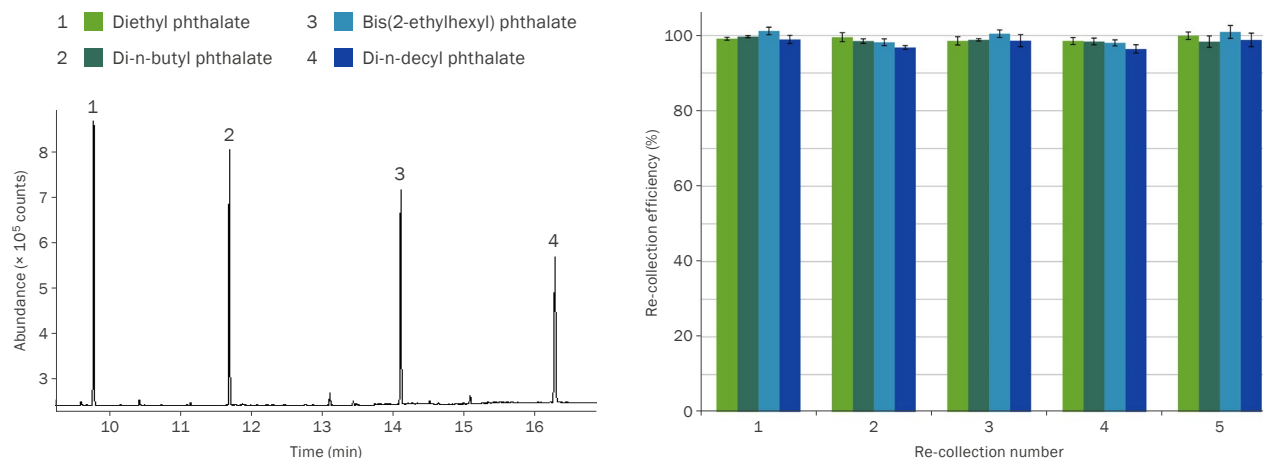 1 Diethyl phthalate
2 Di-n-butyl phthalate
3 Bis(2-ethylhexyl) phthalate
4 Di-n-decyl phthalate
1
2
3
4
Abundance (× 10⁵ counts)
8
7
6
5
4
3
10 11 12 13 14 15 16
Time (min)
Re-collection efficiency (%)
100
80
60
40
20
0
1 2 3 4 5
Re-collection number